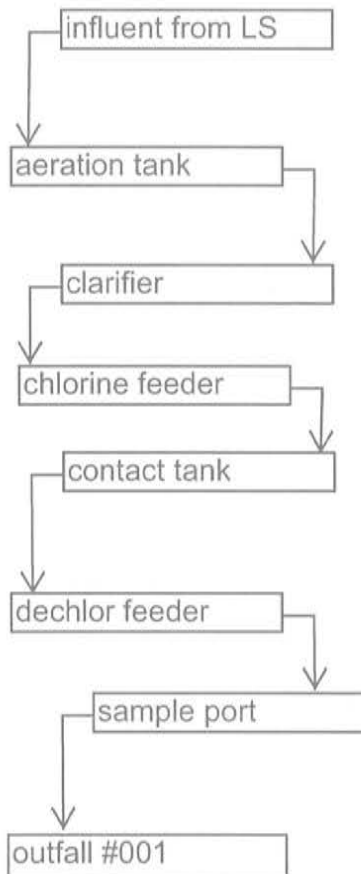 influent from LS
aeration tank
clarifier
chlorine feeder
contact tank
dechlor feeder
sample port
outfall #001